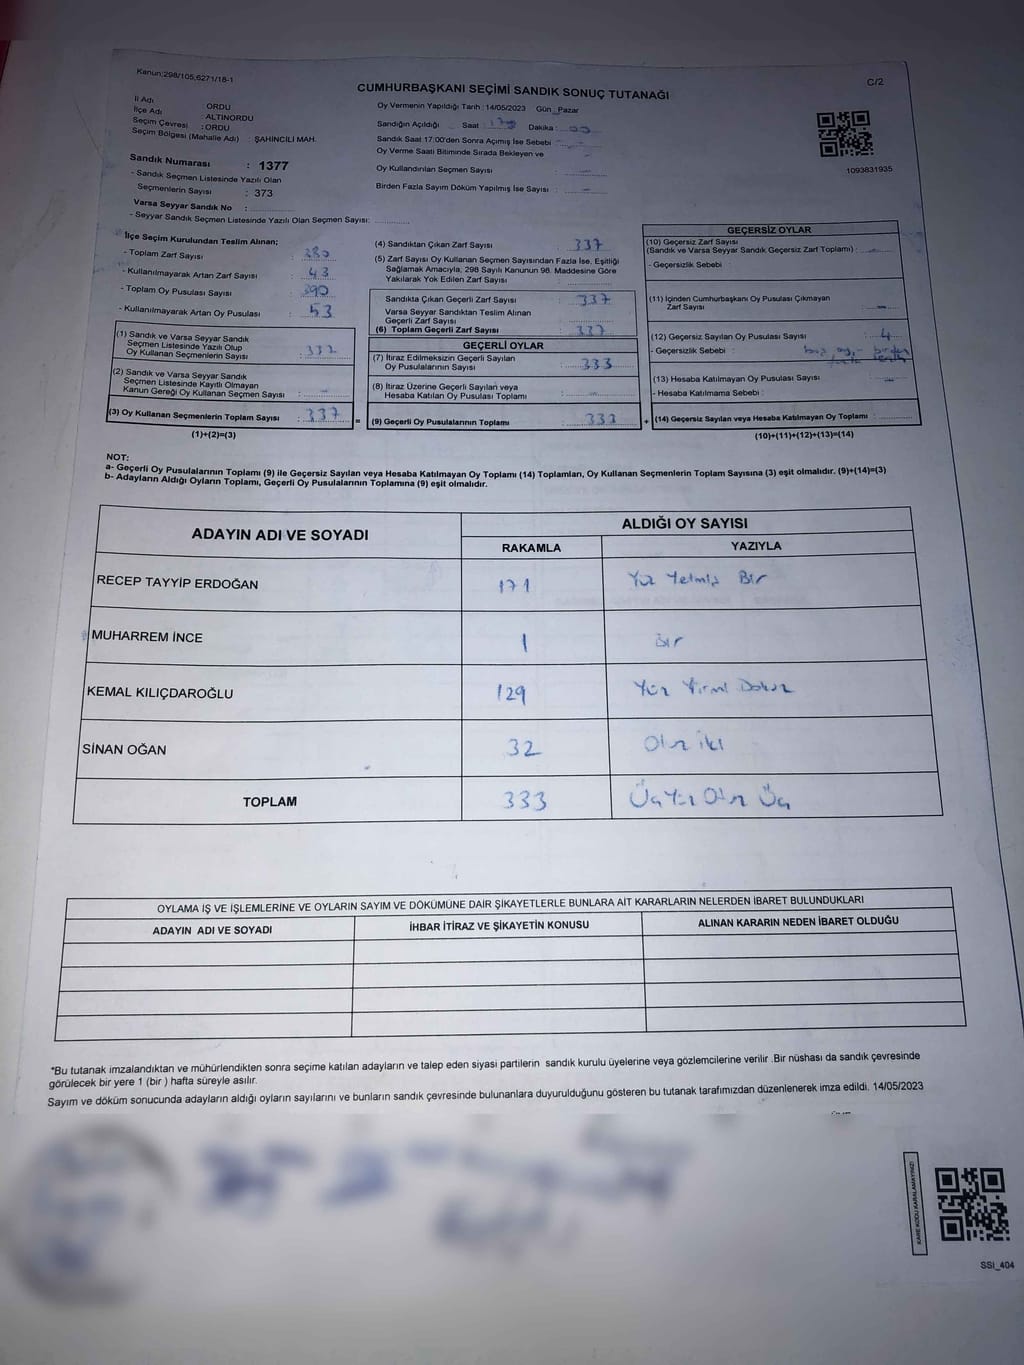 Kanun;298/105,6271/18-1
C/2
CUMHURBAŞKANI SEÇİMİ SANDIK SONUÇ TUTANAĞI
İl Adı ORDU
İlçe Adı ALTINORDU
Seçim Çevresi : ORDU
Seçim Bölgesi (Mahalle Adı) : ŞAHİNCİLİ MAH.
Sandık Numarası : 1377
- Sandık Seçmen Listesinde Yazılı Olan
Seçmenlerin Sayısı : 373
Varsa Seyyar Sandık No :
- Seyyar Sandık Seçmen Listesinde Yazılı Olan Seçmen Sayısı:
Oy Vermenin Yapıldığı Tarih : 14/05/2023 Gün : Pazar
Sandığın Açıldığı Saat : Dakika :
Sandık Saat 17:00'den Sonra Açımış İse Sebebi
Oy Verme Saati Bitiminde Sırada Bekleyen ve
Oy Kullandırılan Seçmen Sayısı
Birden Fazla Sayım Döküm Yapılmış İse Sayısı :
1093831935
İlçe Seçim Kurulundan Teslim Alınan;
- Toplam Zarf Sayısı : 380
- Kullanılmayarak Artan Zarf Sayısı : 43
- Toplam Oy Pusulası Sayısı : 390
- Kullanılmayarak Artan Oy Pusulası : 53
(1) Sandık ve Varsa Seyyar Sandık
Seçmen Listesinde Yazılı Olup
Oy Kullanan Seçmenlerin Sayısı : 337
(2) Sandık ve Varsa Seyyar Sandık
Seçmen Listesinde Kayıtlı Olmayan
Kanun Gereği Oy Kullanan Seçmen Sayısı : -
(3) Oy Kullanan Seçmenlerin Toplam Sayısı : 337
(1)+(2)=(3)
(4) Sandıktan Çıkan Zarf Sayısı : 337
(5) Zarf Sayısı Oy Kullanan Seçmen Sayısından Fazla İse, Eşitliği
Sağlamak Amacıyla, 298 Sayılı Kanunun 98. Maddesine Göre
Yakılarak Yok Edilen Zarf Sayısı :
Sandıkta Çıkan Geçerli Zarf Sayısı : 337
Varsa Seyyar Sandıktan Teslim Alınan
Geçerli Zarf Sayısı
(6) Toplam Geçerli Zarf Sayısı : 337
GEÇERLİ OYLAR
(7) İtiraz Edilmeksizin Geçerli Sayılan
Oy Pusulalarının Sayısı : 333
(8) İtiraz Üzerine Geçerli Sayılan veya
Hesaba Katılan Oy Pusulası Toplamı :
= (9) Geçerli Oy Pusulalarının Toplamı : 333 +
GEÇERSİZ OYLAR
(10) Geçersiz Zarf Sayısı
(Sandık ve Varsa Seyyar Sandık Geçersiz Zarf Toplamı) :
- Geçersizlik Sebebi :
(11) İçinden Cumhurbaşkanı Oy Pusulası Çıkmayan
Zarf Sayısı : -
(12) Geçersiz Sayılan Oy Pusulası Sayısı : 4
- Geçersizlik Sebebi :
(13) Hesaba Katılmayan Oy Pusulası Sayısı : -
- Hesaba Katılmama Sebebi :
(14) Geçersiz Sayılan veya Hesaba Katılmayan Oy Toplamı :
(10)+(11)+(12)+(13)=(14)
NOT:
a- Geçerli Oy Pusulalarının Toplamı (9) ile Geçersiz Sayılan veya Hesaba Katılmayan Oy Toplamı (14) Toplamları, Oy Kullanan Seçmenlerin Toplam Sayısına (3) eşit olmalıdır. (9)+(14)=(3)
b- Adayların Aldığı Oyların Toplamı, Geçerli Oy Pusulalarının Toplamına (9) eşit olmalıdır.
ADAYIN ADI VE SOYADI ALDIĞI OY SAYISI
RAKAMLA YAZIYLA
RECEP TAYYİP ERDOĞAN 171 Yüz Yetmiş Bir
MUHARREM İNCE 1 Bir
KEMAL KILIÇDAROĞLU 129 Yüz Yirmi Dokuz
SİNAN OĞAN 32 Otuz iki
TOPLAM 333 Üç Yüz Otuz Üç
OYLAMA İŞ VE İŞLEMLERİNE VE OYLARIN SAYIM VE DÖKÜMÜNE DAİR ŞİKAYETLERLE BUNLARA AİT KARARLARIN NELERDEN İBARET BULUNDUKLARI
ADAYIN ADI VE SOYADI İHBAR İTİRAZ VE ŞİKAYETİN KONUSU ALINAN KARARIN NEDEN İBARET OLDUĞU
*Bu tutanak imzalandıktan ve mühürlendikten sonra seçime katılan adayların ve talep eden siyasi partilerin sandık kurulu üyelerine veya gözlemcilerine verilir .Bir nüshası da sandık çevresinde
görülecek bir yere 1 (bir ) hafta süreyle asılır.
Sayım ve döküm sonucunda adayların aldığı oyların sayılarını ve bunların sandık çevresinde bulunanlara duyurulduğunu gösteren bu tutanak tarafımızdan düzenlenerek imza edildi. 14/05/2023
KARE KODU KARALAMAYINIZ!
SSI_404